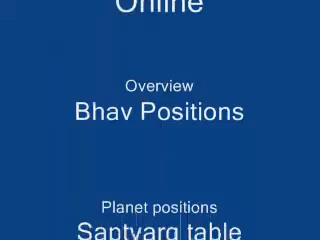 Online
Overview
Bhav Positions
Planet positions
Saptvarg table